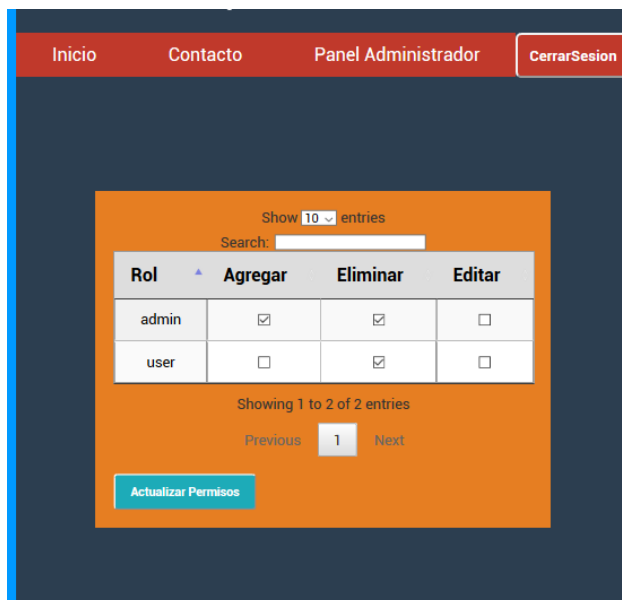 Inicio Contacto Panel Administrador CerrarSesion
Show 10 entries
Search:
Rol Agregar Eliminar Editar
admin
user
Showing 1 to 2 of 2 entries
Previous 1 Next
Actualizar Permisos